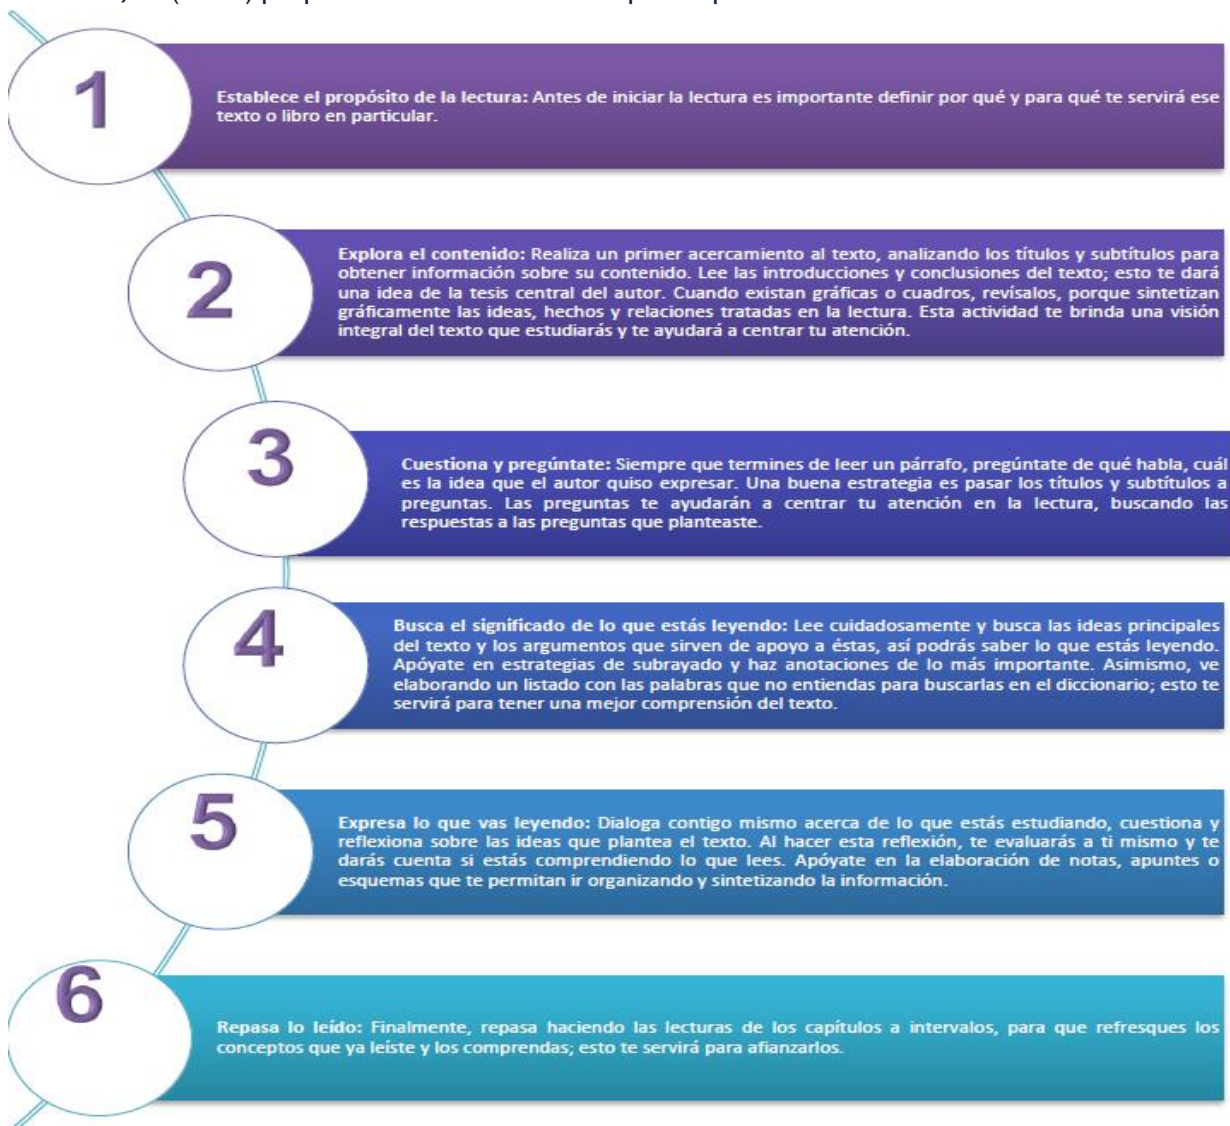 1
Establece el propósito de la lectura: Antes de iniciar la lectura es importante definir por qué y para qué te servirá ese
texto o libro en particular.
2
Explora el contenido: Realiza un primer acercamiento al texto, analizando los títulos y subtítulos para
obtener información sobre su contenido. Lee las introducciones y conclusiones del texto; esto te dará
una idea de la tesis central del autor. Cuando existan gráficas o cuadros, revísalos, porque sintetizan
gráficamente las ideas, hechos y relaciones tratadas en la lectura. Esta actividad te brinda una visión
integral del texto que estudiarás y te ayudará a centrar tu atención.
3
Cuestiona y pregúntate: Siempre que termines de leer un párrafo, pregúntate de qué habla, cuál
es la idea que el autor quiso expresar. Una buena estrategia es pasar los títulos y subtítulos a
preguntas. Las preguntas te ayudarán a centrar tu atención en la lectura, buscando las
respuestas a las preguntas que planteaste.
4
Busca el significado de lo que estás leyendo: Lee cuidadosamente y busca las ideas principales
del texto y los argumentos que sirven de apoyo a éstas, así podrás saber lo que estás leyendo.
Apóyate en estrategias de subrayado y haz anotaciones de lo más importante. Asimismo, ve
elaborando un listado con las palabras que no entiendas para buscarlas en el diccionario; esto te
servirá para tener una mejor comprensión del texto.
5
Expresa lo que vas leyendo: Dialoga contigo mismo acerca de lo que estás estudiando, cuestiona y
reflexiona sobre las ideas que plantea el texto. Al hacer esta reflexión, te evaluarás a ti mismo y te
darás cuenta si estás comprendiendo lo que lees. Apóyate en la elaboración de notas, apuntes o
esquemas que te permitan ir organizando y sintetizando la información.
6
Repasa lo leído: Finalmente, repasa haciendo las lecturas de los capítulos a intervalos, para que refresques los
conceptos que ya leíste y los comprendas; esto te servirá para afianzarlos.